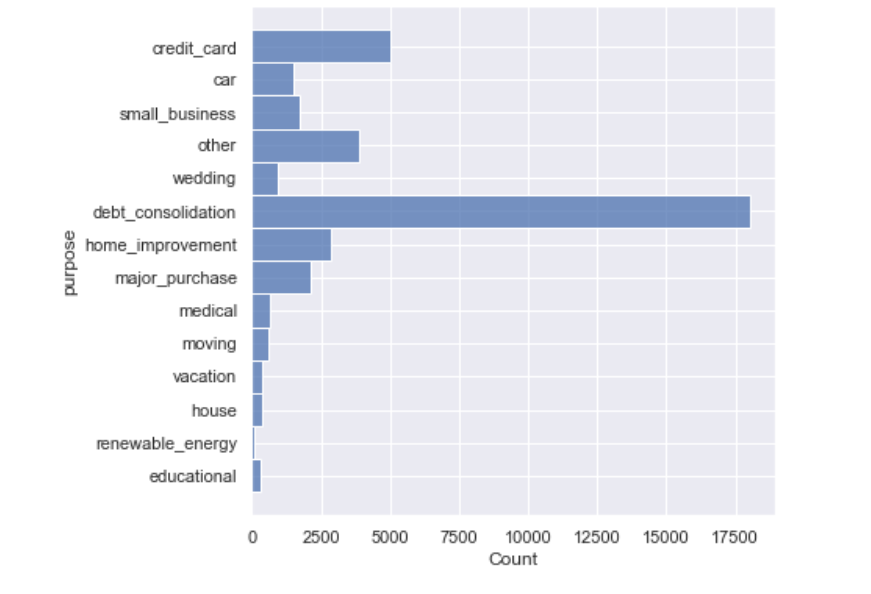 credit_card
car
small_business
other
wedding
debt_consolidation
home_improvement
major_purchase
medical
moving
vacation
house
renewable_energy
educational
purpose
0 2500 5000 7500 10000 12500 15000 17500
Count